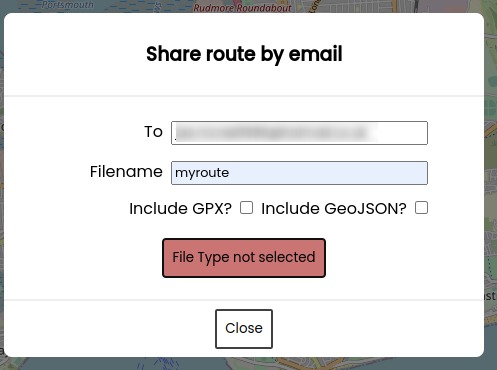 Portsmouth
Rudmore Roundabout
Share route by email
To
Filename
myroute
Include GPX? Include GeoJSON?
File Type not selected
Close